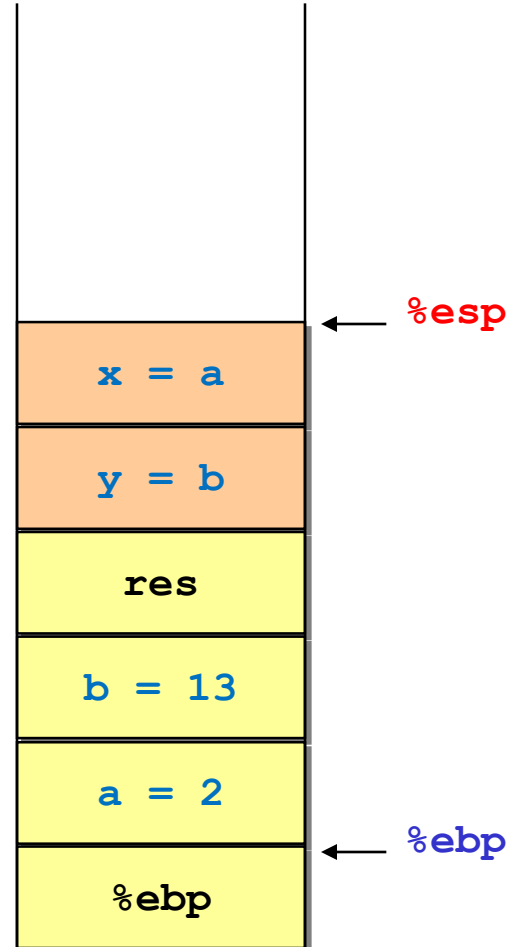 %esp
x = a
y = b
res
b = 13
a = 2
%ebp
%ebp